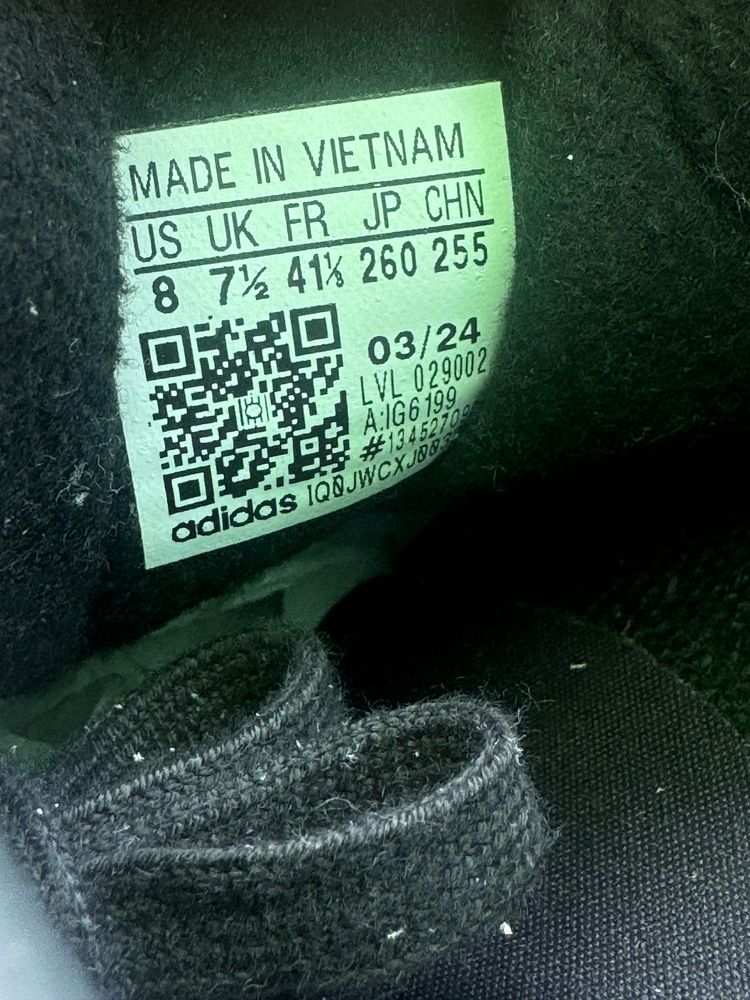 MADE IN VIETNAM
US UK FR JP CHN
8 7½ 41⅓ 260 255
03/24
LVL 029002
A:IG6199
adidas